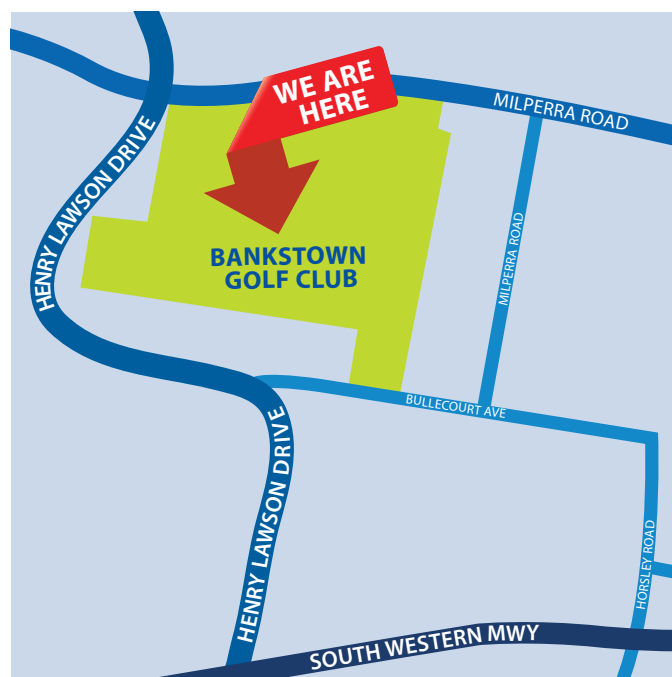 WE ARE
HERE
MILPERRA ROAD
HENRY LAWSON DRIVE
MILPERRA ROAD
BANKSTOWN
GOLF CLUB
BULLECOURT AVE
HENRY LAWSON DRIVE
HORSLEY ROAD
SOUTH WESTERN MWY